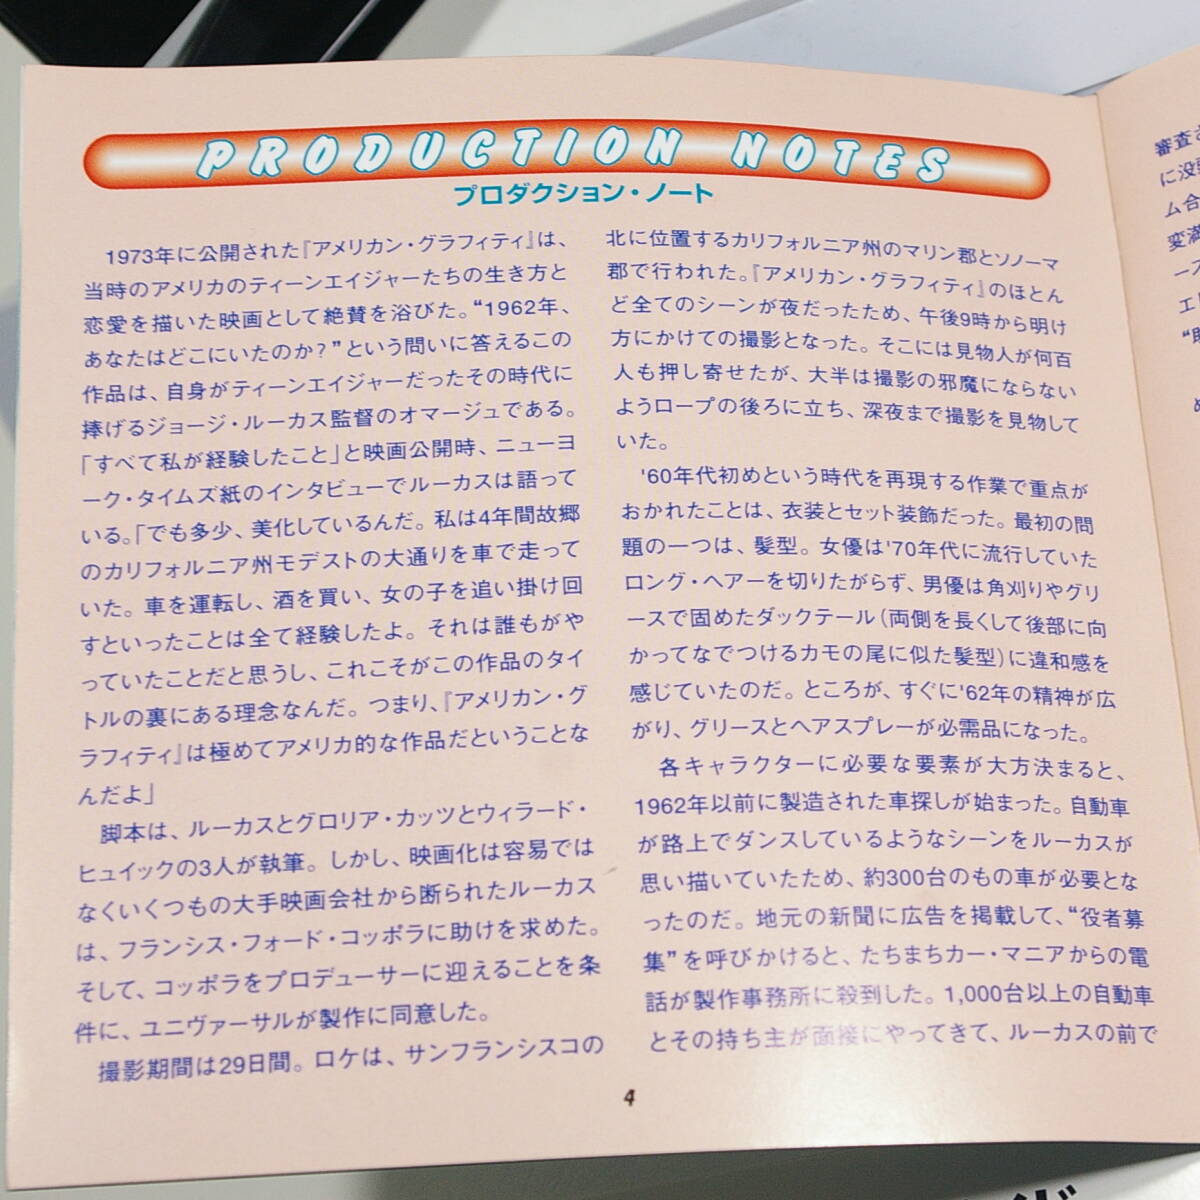 PRODUCTION NOTES
プロダクション・ノート
1973年に公開された『アメリカン・グラフィティ』は、
当時のアメリカのティーンエイジャーたちの生き方と
恋愛を描いた映画として絶賛を浴びた。“1962年、
あなたはどこにいたのか？”という問いに答えるこの
作品は、自身がティーンエイジャーだったその時代に
捧げるジョージ・ルーカス監督のオマージュである。
「すべて私が経験したこと」と映画公開時、ニューヨ
ーク・タイムズ紙のインタビューでルーカスは語って
いる。「でも多少、美化しているんだ。私は4年間故郷
のカリフォルニア州モデストの大通りを車で走って
いた。車を運転し、酒を買い、女の子を追い掛け回
すといったことは全て経験したよ。それは誰もがや
っていたことだと思うし、これこそがこの作品のタイ
トルの裏にある理念なんだ。つまり、『アメリカン・グ
ラフィティ』は極めてアメリカ的な作品だということな
んだよ」
脚本は、ルーカスとグロリア・カッツとウィラード・
ヒュイックの3人が執筆。しかし、映画化は容易では
なくいくつもの大手映画会社から断られたルーカス
は、フランシス・フォード・コッポラに助けを求めた。
そして、コッポラをプロデューサーに迎えることを条
件に、ユニヴァーサルが製作に同意した。
撮影期間は29日間。ロケは、サンフランシスコの
北に位置するカリフォルニア州のマリン郡とソノーマ
郡で行われた。『アメリカン・グラフィティ』のほとん
ど全てのシーンが夜だったため、午後9時から明け
方にかけての撮影となった。そこには見物人が何百
人も押し寄せたが、大半は撮影の邪魔にならない
ようロープの後ろに立ち、深夜まで撮影を見物して
いた。
'60年代初めという時代を再現する作業で重点が
おかれたことは、衣装とセット装飾だった。最初の問
題の一つは、髪型。女優は'70年代に流行していた
ロング・ヘアーを切りたがらず、男優は角刈りやグリ
ースで固めたダックテール（両側を長くして後部に向
かってなでつけるカモの尾に似た髪型）に違和感を
感じていたのだ。ところが、すぐに'62年の精神が広
がり、グリースとヘアスプレーが必需品になった。
各キャラクターに必要な要素が大方決まると、
1962年以前に製造された車探しが始まった。自動車
が路上でダンスしているようなシーンをルーカスが
思い描いていたため、約300台のもの車が必要とな
ったのだ。地元の新聞に広告を掲載して、“役者募
集”を呼びかけると、たちまちカー・マニアからの電
話が製作事務所に殺到した。1,000台以上の自動車
とその持ち主が面接にやってきて、ルーカスの前で
4
審査
に没
ム合
変満
エ